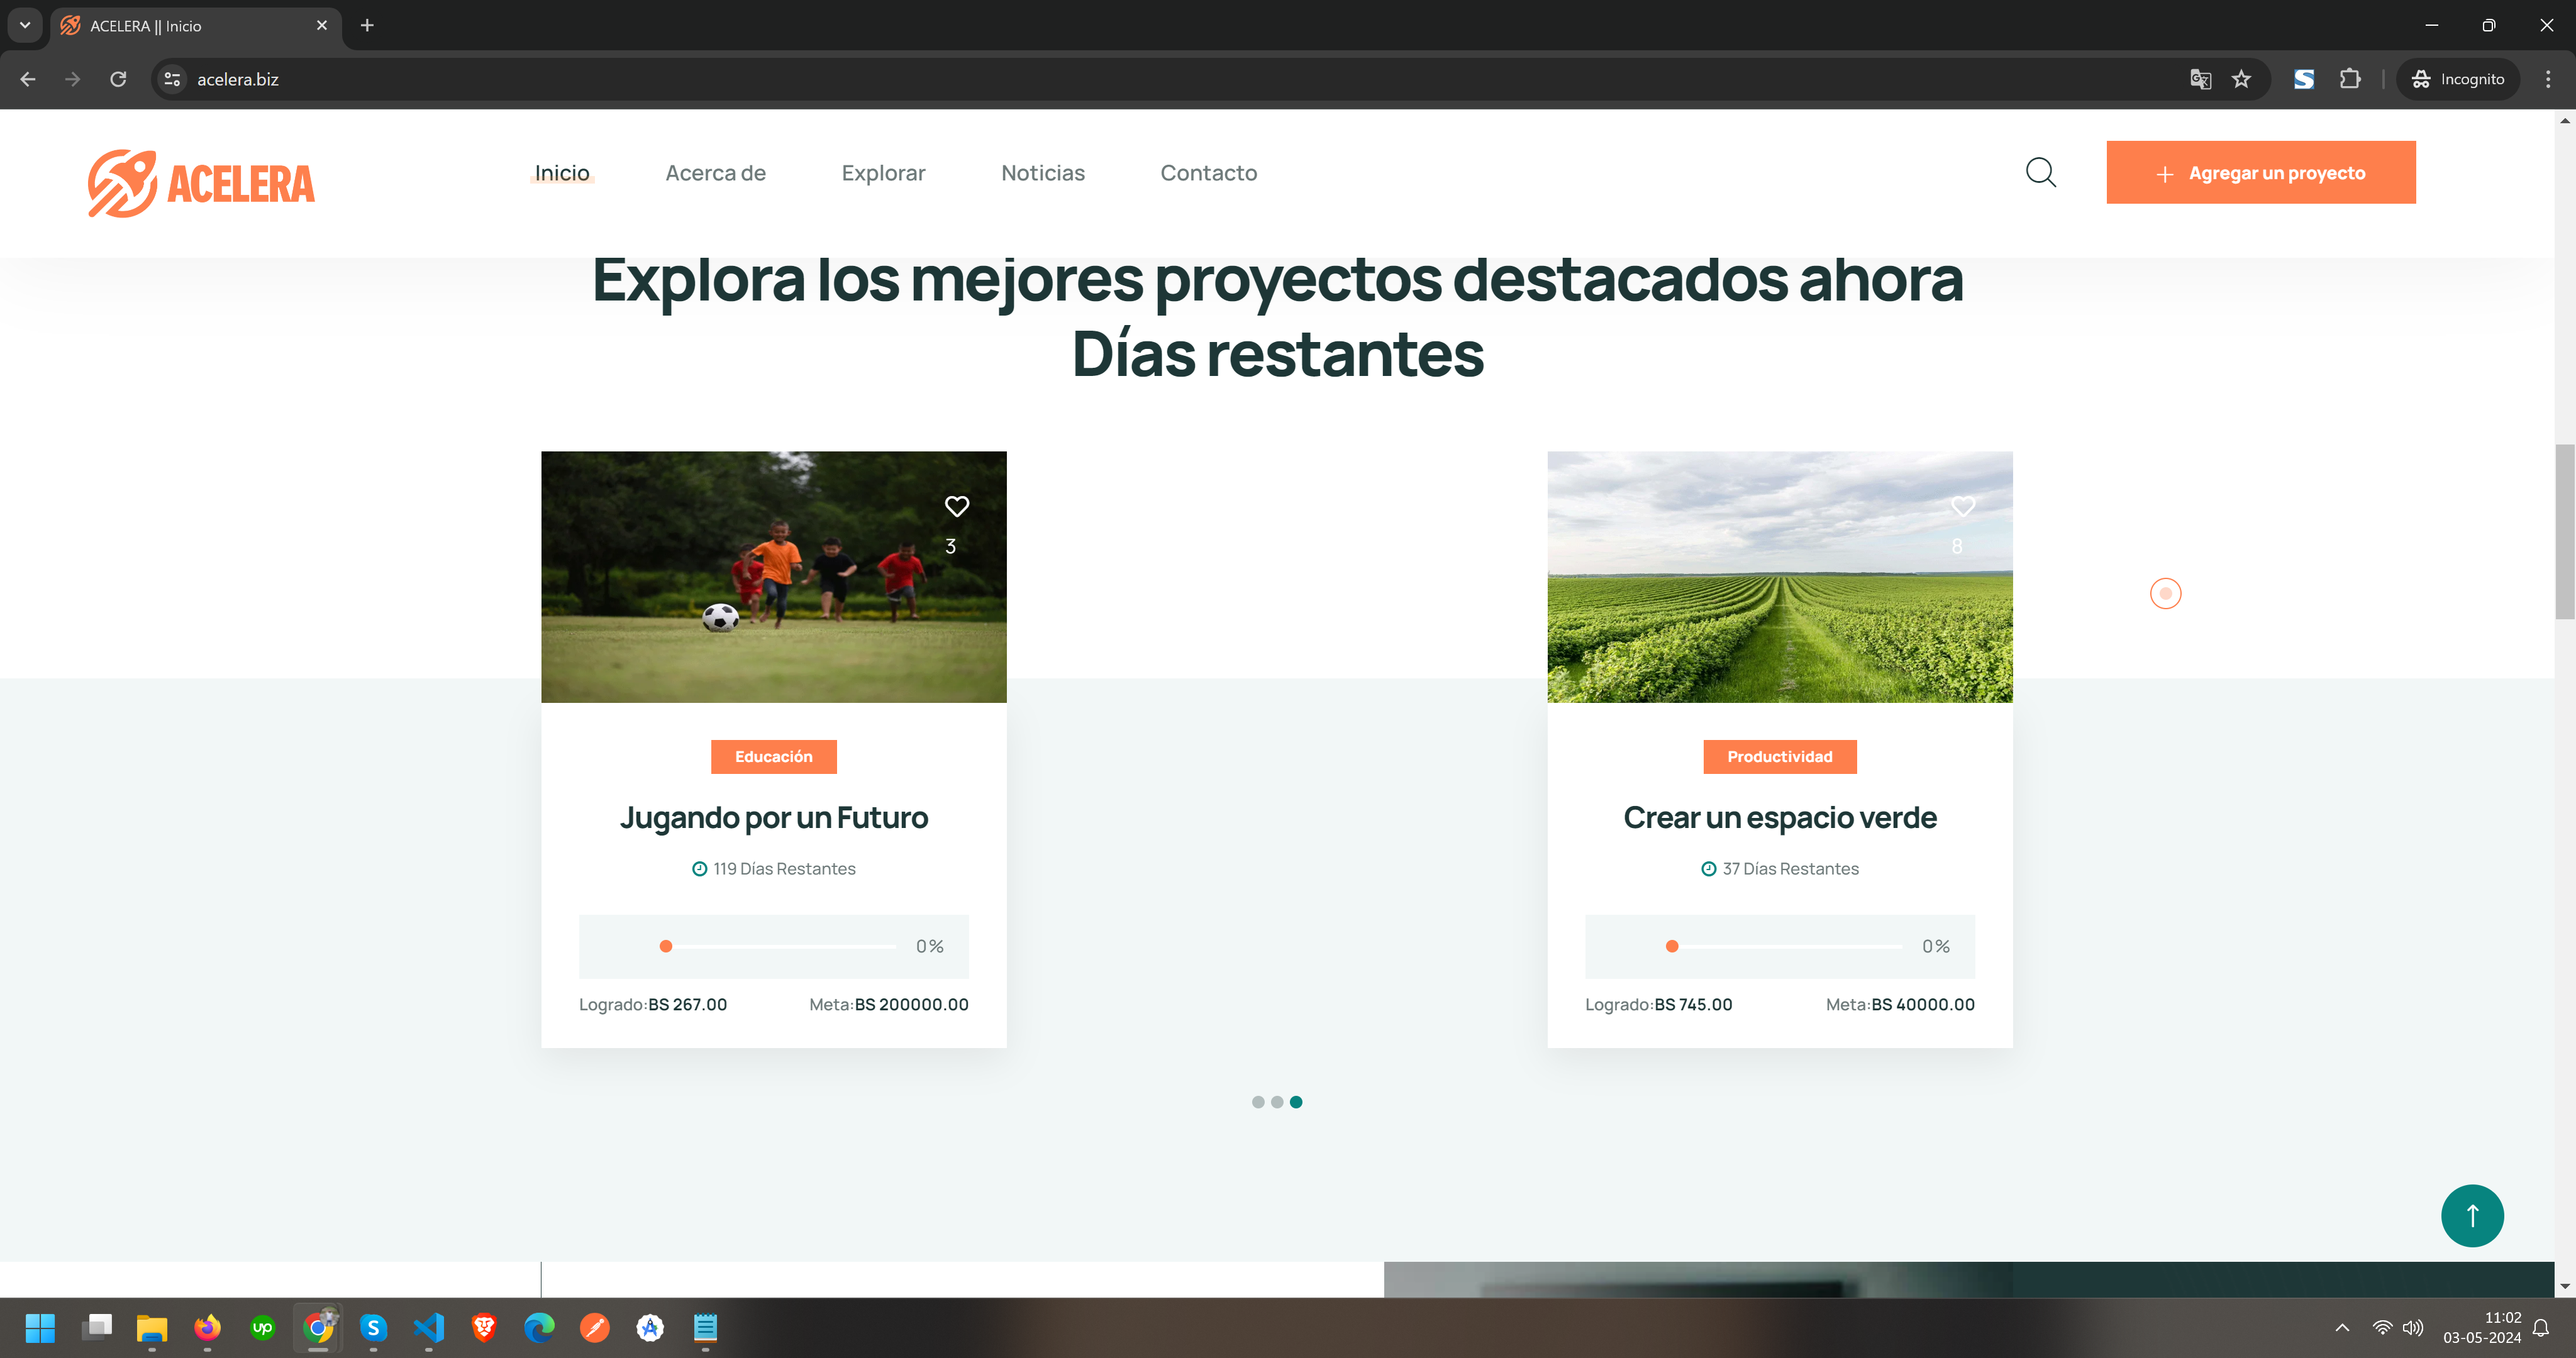 ACELERA || Inicio
acelera.biz
Incognito
ACELERA
Inicio
Acerca de
Explorar
Noticias
Contacto
Agregar un proyecto
Explora los mejores proyectos destacados ahora
Días restantes
3
8
Educación
Jugando por un Futuro
119 Días Restantes
0%
Logrado:BS 267.00
Meta:BS 200000.00
Productividad
Crear un espacio verde
37 Días Restantes
0%
Logrado:BS 745.00
Meta:BS 40000.00
up
11:02
03-05-2024